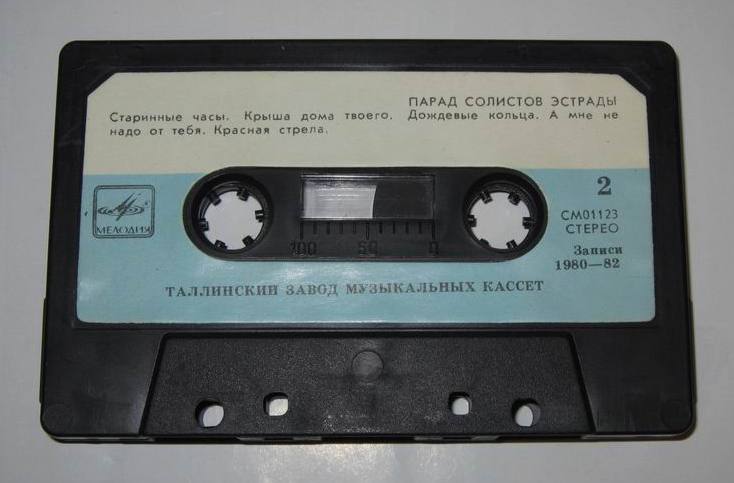 ПАРАД СОЛИСТОВ ЭСТРАДЫ
Старинные часы. Крыша дома твоего. Дождевые кольца. А мне не
надо от тебя. Красная стрела.
2
МЕЛОДИЯ
СМ01123
СТЕРЕО
100 50 0
Записи
1980—82
ТАЛЛИНСКИЙ ЗАВОД МУЗЫКАЛЬНЫХ КАССЕТ